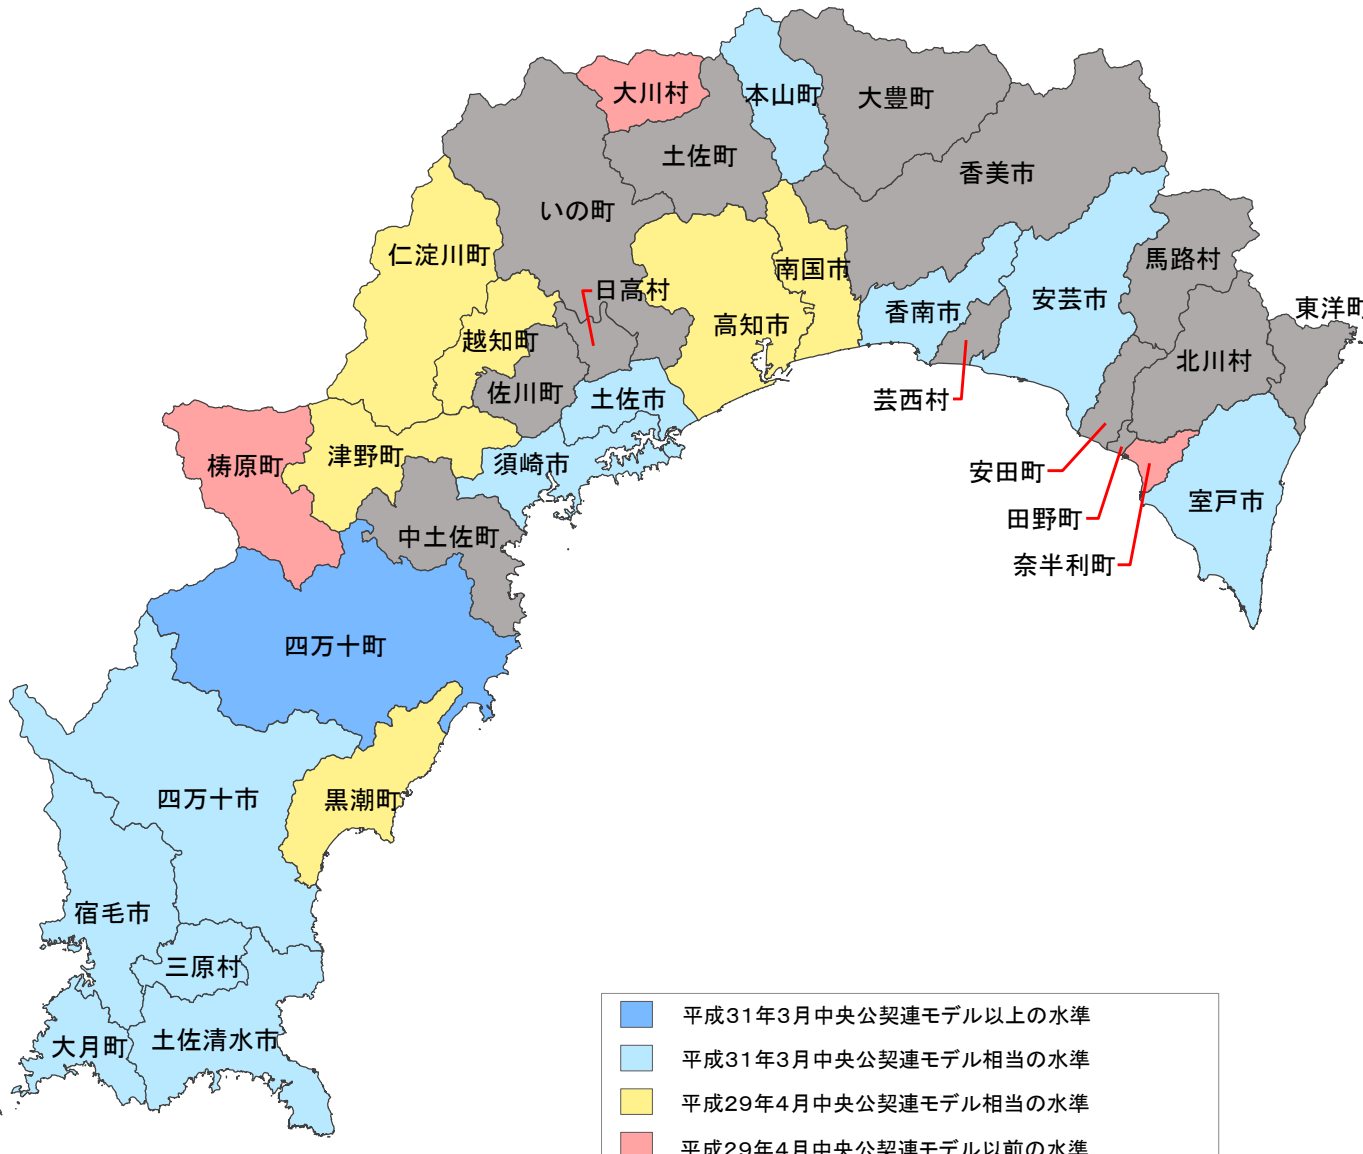 大川村
本山町
大豊町
土佐町
香美市
いの町
仁淀川町
馬路村
南国市
日高村
安芸市
東洋町
香南市
高知市
越知町
北川村
佐川町
土佐市
芸西村
津野町
梼原町
須崎市
安田町
室戸市
田野町
中土佐町
奈半利町
四万十町
四万十市
黒潮町
宿毛市
三原村
土佐清水市
大月町
平成31年3月中央公契連モデル以上の水準
平成31年3月中央公契連モデル相当の水準
平成29年4月中央公契連モデル相当の水準
平成29年4月中央公契連モデル以前の水準